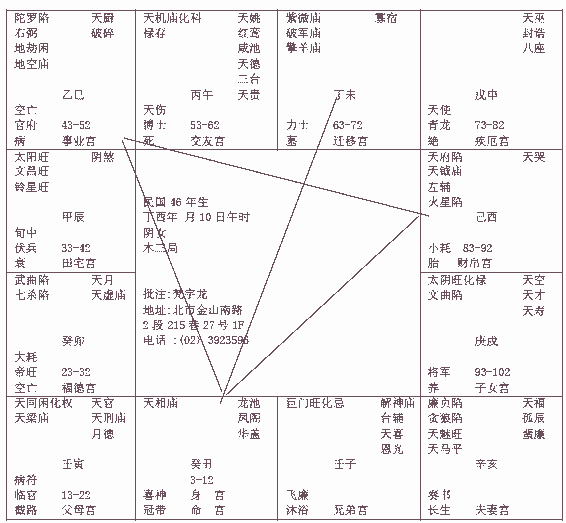 陀罗陷 天厨
右弼 破碎
地劫闲
地空庙
乙巳
空亡
官府 43-52
病 事业宫
天机庙化科 天姚
禄存 红鸾
咸池
天德
三台
丙午 天贵
天伤
博士 53-62
死 交友宫
紫微庙 寡宿
破军庙
擎羊庙
丁未
力士 63-72
墓 迁移宫
天巫
封诰
八座
戊申
天使
青龙 73-82
绝 疾厄宫
太阳旺 阴煞
文昌旺
铃星旺
甲辰
旬中
伏兵 33-42
衰 田宅宫
民国 46年生
丁酉年 月10日午时
阴女
木三局
批注:梵字龙
地址:北市金山南路
2段215巷27号1F
电话 :(02) 3923596
天府陷 天哭
天钺庙
左辅
火星陷
己酉
小耗 83-92
胎 财帛宫
武曲陷 天月
七杀陷 天虚庙
癸卯
大耗
帝旺 23-32
空亡 福德宫
太阴旺化禄 天空
文曲陷 天才
天寿
庚戌
将军 93-102
养 子女宫
天同闲化权 天官
天梁庙 天刑庙
月德
壬寅
病符
临官 13-22
截路 父母宫
天相庙 龙池
凤阁
华盖
癸丑
3-12
喜神 身 宫
冠带 命 宫
巨门旺化忌 解神庙
台辅
天喜
恩光
壬子
飞廉
沐浴 兄弟宫
廉贞陷 天福
贪狼陷 孤辰
天魁旺 蜚廉
天马平
辛亥
奏书
长生 夫妻宫